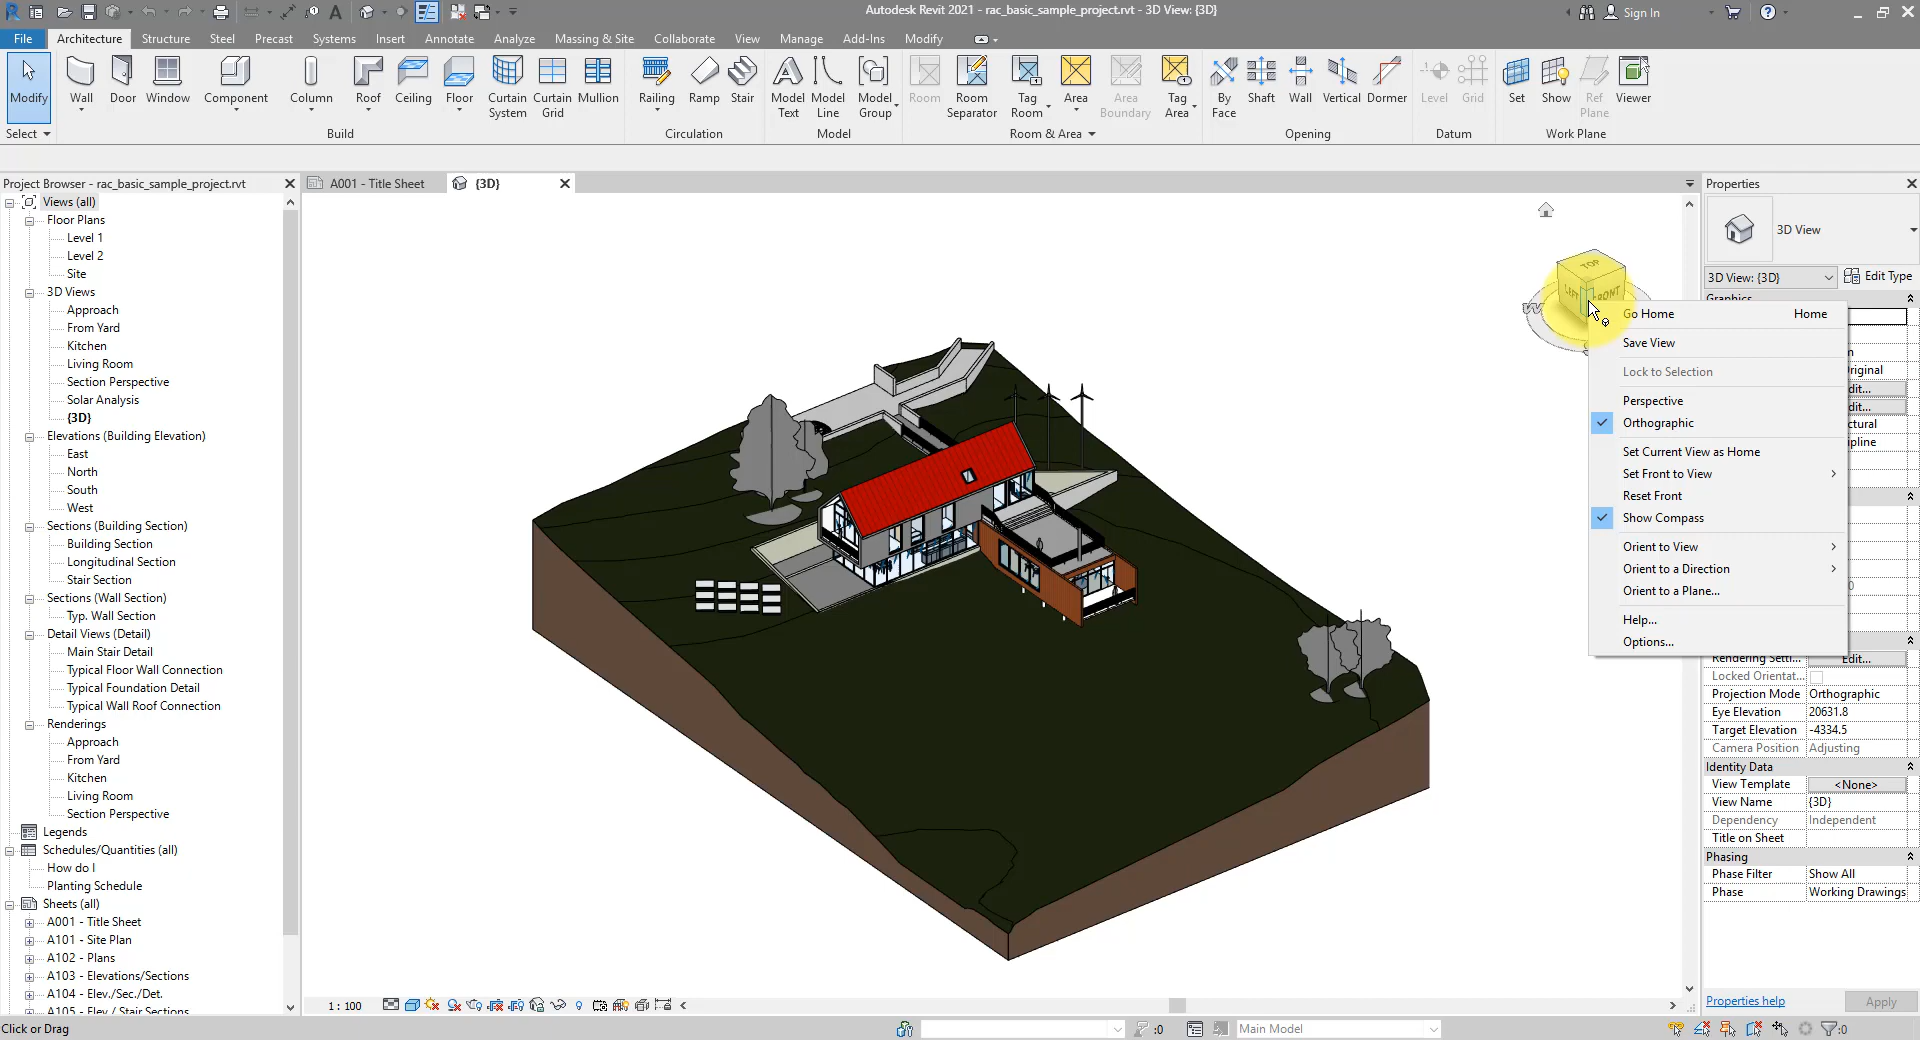 Autodesk Revit 2021 - rac_basic_sample_project.rvt - 3D View: {3D}
Sign In
File Architecture Structure Steel Precast Systems Insert Annotate Analyze Massing & Site Collaborate View Manage Add-Ins Modify
Modify Wall Door Window Component Column Roof Ceiling Floor Curtain System Curtain Grid Mullion Railing Ramp Stair Model Text Model Line Model Group Room Room Separator Tag Room Area Area Boundary Tag Area By Face Shaft Wall Vertical Dormer Level Grid Set Show Ref Plane Viewer
Select Build Circulation Model Room & Area Opening Datum Work Plane
Project Browser - rac_basic_sample_project.rvt
Views (all)
Floor Plans
Level 1
Level 2
Site
3D Views
Approach
From Yard
Kitchen
Living Room
Section Perspective
Solar Analysis
{3D}
Elevations (Building Elevation)
East
North
South
West
Sections (Building Section)
Building Section
Longitudinal Section
Stair Section
Sections (Wall Section)
Typ. Wall Section
Detail Views (Detail)
Main Stair Detail
Typical Floor Wall Connection
Typical Foundation Detail
Typical Wall Roof Connection
Renderings
Approach
From Yard
Kitchen
Living Room
Section Perspective
Legends
Schedules/Quantities (all)
How do I
Planting Schedule
Sheets (all)
A001 - Title Sheet
A101 - Site Plan
A102 - Plans
A103 - Elevations/Sections
A104 - Elev./Sec./Det.
A105 - Elev./ Stair Sections
A001 - Title Sheet
{3D}
TOP
LEFT
FRONT
W
Go Home Home
Save View
Lock to Selection
Perspective
Orthographic
Set Current View as Home
Set Front to View
Reset Front
Show Compass
Orient to View
Orient to a Direction
Orient to a Plane...
Help...
Options...
Properties
3D View
3D View: {3D} Edit Type
Graphics
Rendering Setti... Edit...
Locked Orientat...
Projection Mode Orthographic
Eye Elevation 20631.8
Target Elevation -4334.5
Camera Position Adjusting
Identity Data
View Template <None>
View Name {3D}
Dependency Independent
Title on Sheet
Phasing
Phase Filter Show All
Phase Working Drawings
Properties help Apply
1 : 100
Click or Drag
:0
Main Model
:0